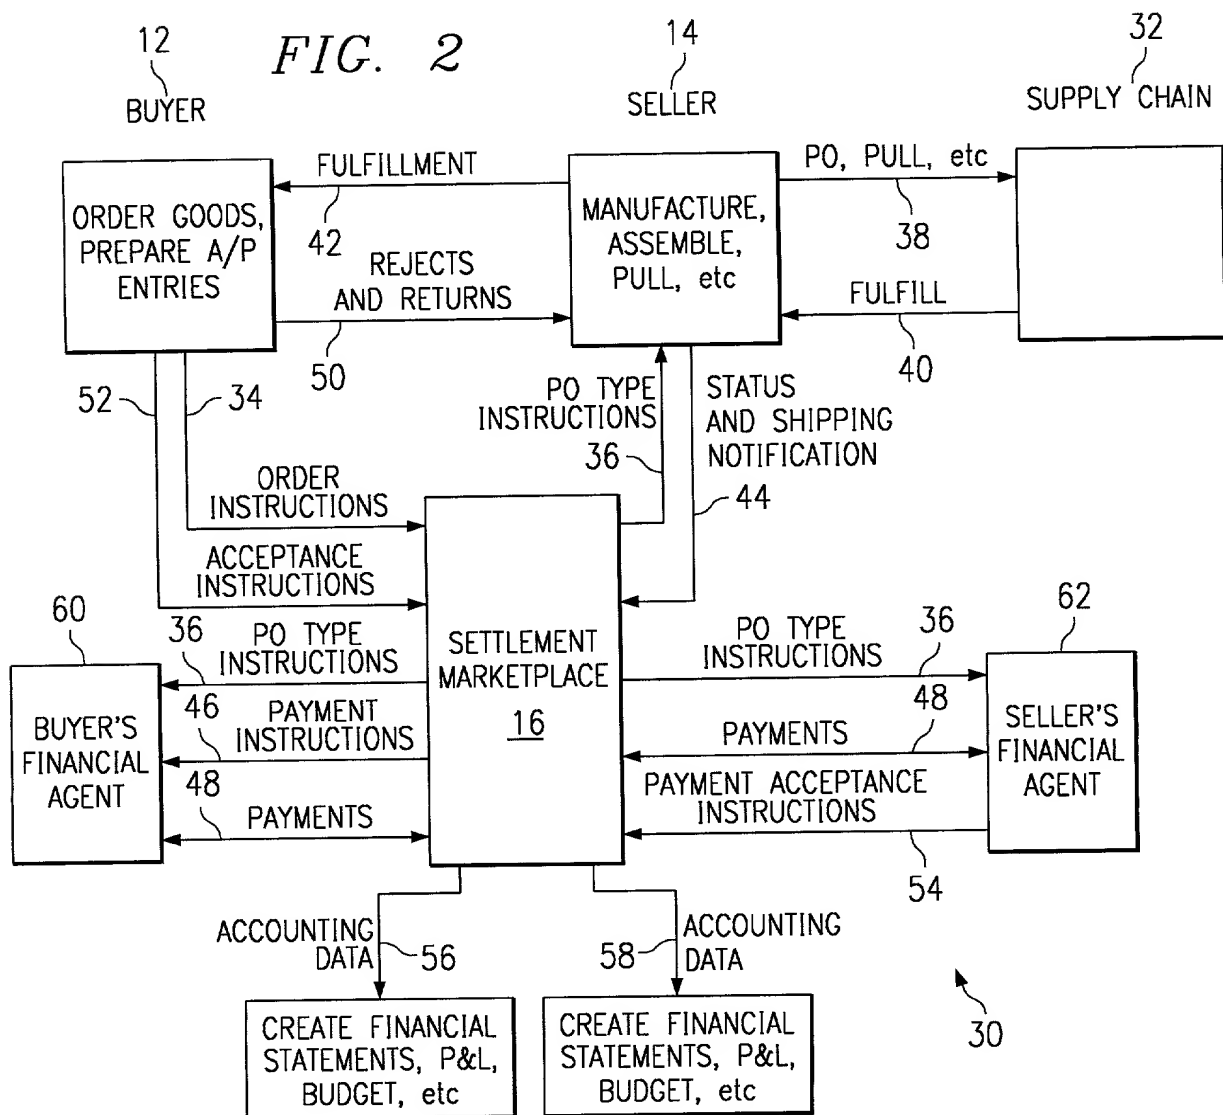 FIG. 2
12
BUYER
14
SELLER
32
SUPPLY CHAIN
ORDER GOODS,
PREPARE A/P
ENTRIES
FULFILLMENT
42
REJECTS
AND RETURNS
50
MANUFACTURE,
ASSEMBLE,
PULL, etc
PO, PULL, etc
38
FULFILL
40
52
34
PO TYPE
INSTRUCTIONS
36
STATUS
AND SHIPPING
NOTIFICATION
44
ORDER
INSTRUCTIONS
ACCEPTANCE
INSTRUCTIONS
60
36
PO TYPE
INSTRUCTIONS
46
PAYMENT
INSTRUCTIONS
48
PAYMENTS
BUYER'S
FINANCIAL
AGENT
SETTLEMENT
MARKETPLACE
16
PO TYPE
INSTRUCTIONS
36
62
48
PAYMENTS
PAYMENT ACCEPTANCE
INSTRUCTIONS
54
SELLER'S
FINANCIAL
AGENT
ACCOUNTING
DATA
56
58
ACCOUNTING
DATA
30
CREATE FINANCIAL
STATEMENTS, P&L,
BUDGET, etc
CREATE FINANCIAL
STATEMENTS, P&L,
BUDGET, etc